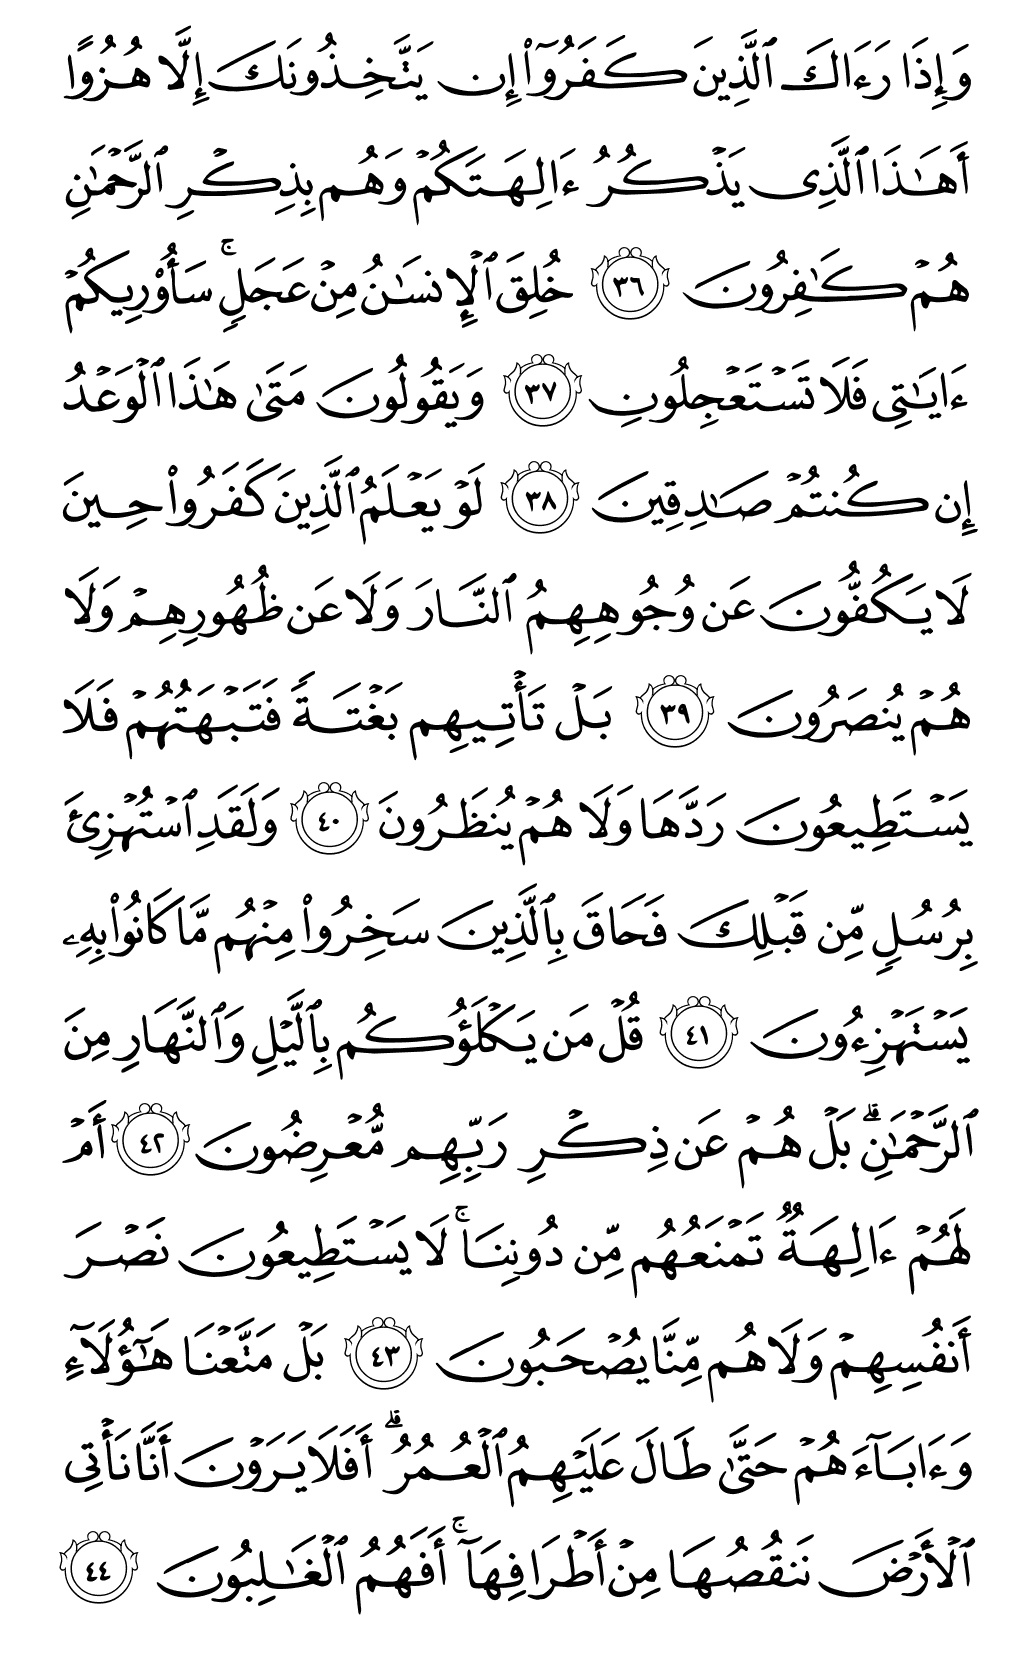 وَإِذَا رَءَاكَ ٱلَّذِينَ كَفَرُوٓا۟ إِن يَتَّخِذُونَكَ إِلَّا هُزُوًا
أَهَٰذَا ٱلَّذِى يَذْكُرُ ءَالِهَتَكُمْ وَهُم بِذِكْرِ ٱلرَّحْمَٰنِ
هُمْ كَٰفِرُونَ ٣٦ خُلِقَ ٱلْإِنسَٰنُ مِنْ عَجَلٍۢ ۚ سَأُو۟رِيكُمْ
ءَايَٰتِى فَلَا تَسْتَعْجِلُونِ ٣٧ وَيَقُولُونَ مَتَىٰ هَٰذَا ٱلْوَعْدُ
إِن كُنتُمْ صَٰدِقِينَ ٣٨ لَوْ يَعْلَمُ ٱلَّذِينَ كَفَرُوا۟ حِينَ
لَا يَكُفُّونَ عَن وُجُوهِهِمُ ٱلنَّارَ وَلَا عَن ظُهُورِهِمْ وَلَا
هُمْ يُنصَرُونَ ٣٩ بَلْ تَأْتِيهِم بَغْتَةًۭ فَتَبْهَتُهُمْ فَلَا
يَسْتَطِيعُونَ رَدَّهَا وَلَا هُمْ يُنظَرُونَ ٤٠ وَلَقَدِ ٱسْتُهْزِئَ
بِرُسُلٍۢ مِّن قَبْلِكَ فَحَاقَ بِٱلَّذِينَ سَخِرُوا۟ مِنْهُم مَّا كَانُوا۟ بِهِۦ
يَسْتَهْزِءُونَ ٤١ قُلْ مَن يَكْلَؤُكُم بِٱلَّيْلِ وَٱلنَّهَارِ مِنَ
ٱلرَّحْمَٰنِ ۗ بَلْ هُمْ عَن ذِكْرِ رَبِّهِم مُّعْرِضُونَ ٤٢ أَمْ
لَهُمْ ءَالِهَةٌۭ تَمْنَعُهُم مِّن دُونِنَا ۚ لَا يَسْتَطِيعُونَ نَصْرَ
أَنفُسِهِمْ وَلَا هُم مِّنَّا يُصْحَبُونَ ٤٣ بَلْ مَتَّعْنَا هَٰٓؤُلَآءِ
وَءَابَآءَهُمْ حَتَّىٰ طَالَ عَلَيْهِمُ ٱلْعُمُرُ ۗ أَفَلَا يَرَوْنَ أَنَّا نَأْتِى
ٱلْأَرْضَ نَنقُصُهَا مِنْ أَطْرَافِهَآ ۚ أَفَهُمُ ٱلْغَٰلِبُونَ ٤٤